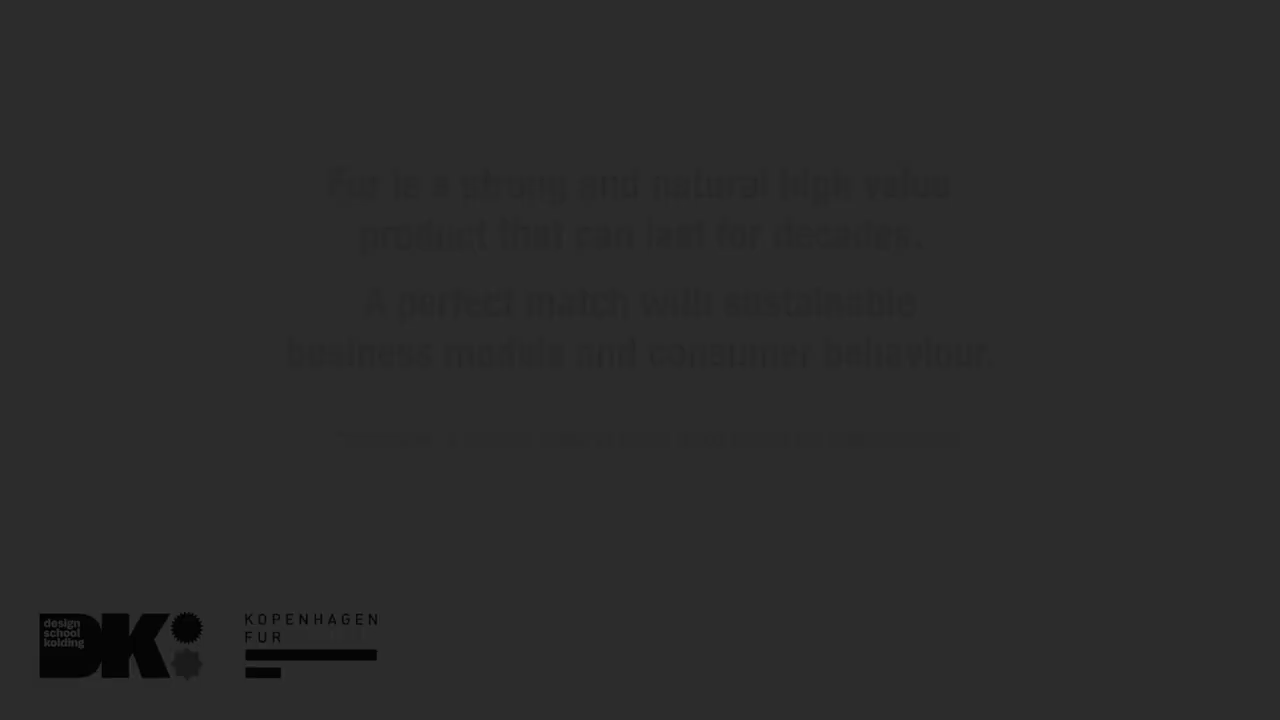 Fur is a strong and natural high value
product that can last for decades.
A perfect match with sustainable
business models and consumer behaviour.
design
school
kolding
DK
KOPENHAGEN
FUR